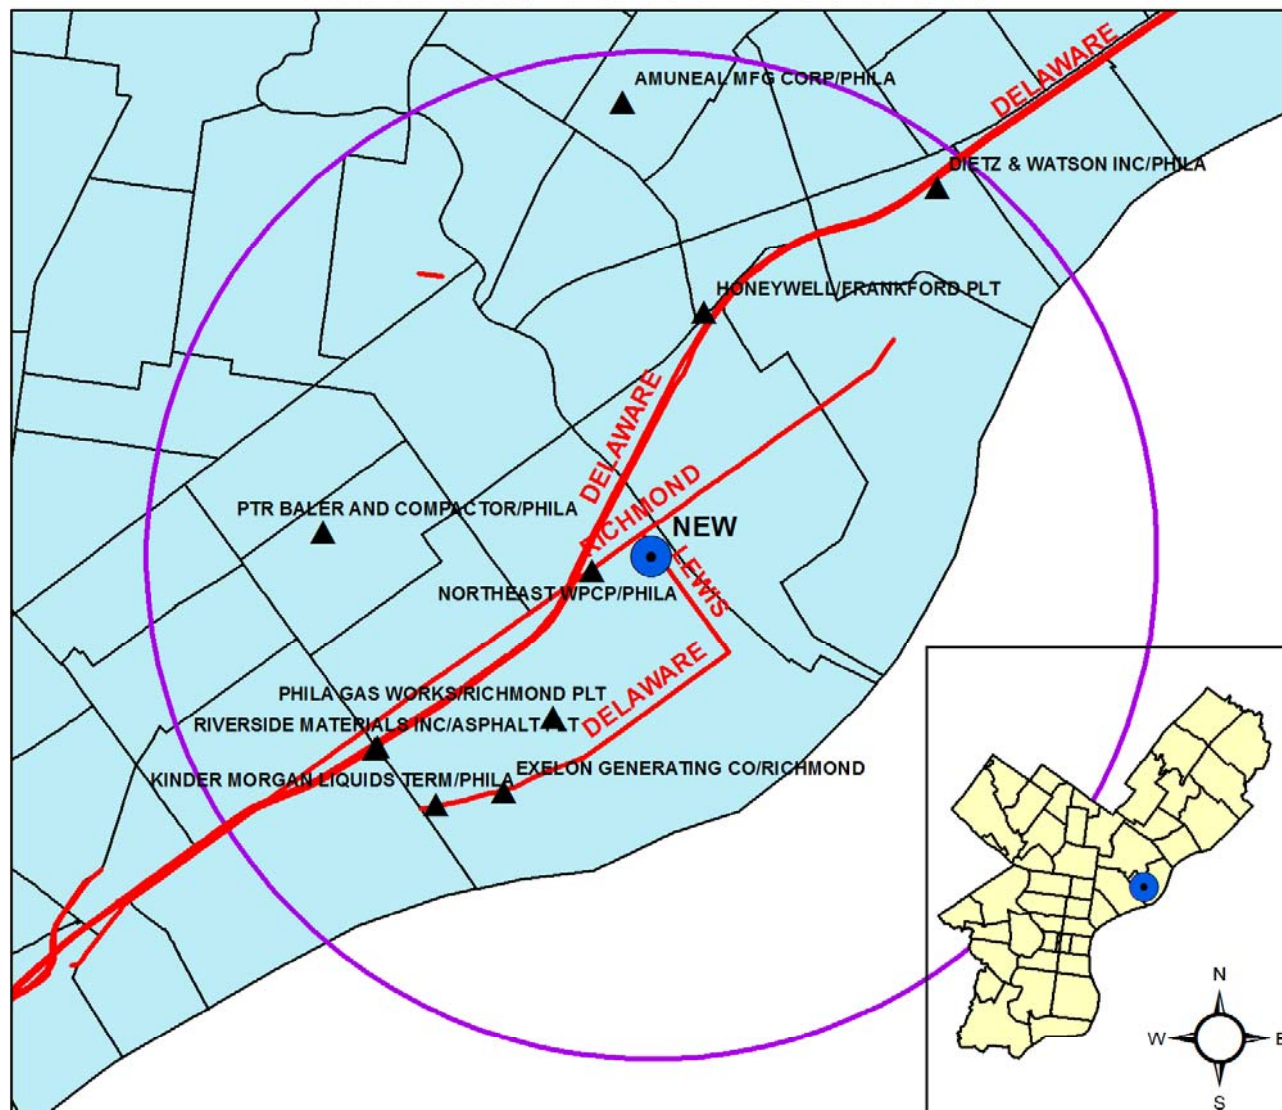 AMUNEAL MFG CORP/PHILA
DELAWARE
DIETZ & WATSON INC/PHILA
HONEYWELL/FRANKFORD PLT
DELAWARE
RICHMOND
PTR BALER AND COMPACTOR/PHILA
NEW
LEWIS
NORTHEAST WPCP/PHILA
DELAWARE
PHILA GAS WORKS/RICHMOND PLT
RIVERSIDE MATERIALS INC/ASPHALT PLT
EXELON GENERATING CO/RICHMOND
KINDER MORGAN LIQUIDS TERM/PHILA
N
W
E
S